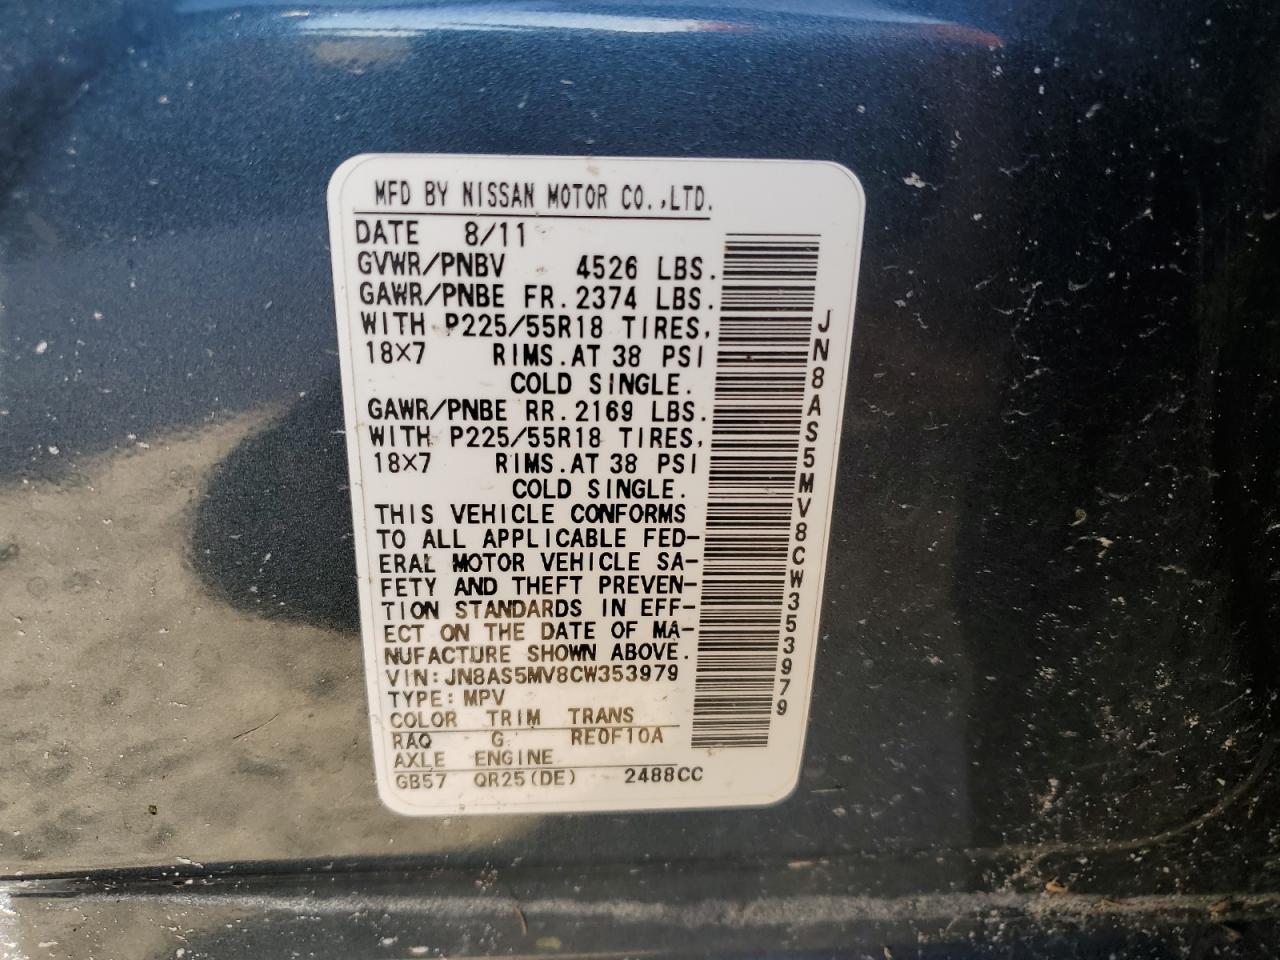 MFD BY NISSAN MOTOR CO.,LTD.
DATE 8/11
GVWR/PNBV 4526 LBS.
GAWR/PNBE FR.2374 LBS.
WITH P225/55R18 TIRES,
18×7 RIMS.AT 38 PSI
COLD SINGLE.
GAWR/PNBE RR.2169 LBS.
WITH P225/55R18 TIRES,
18×7 RIMS.AT 38 PSI
COLD SINGLE.
THIS VEHICLE CONFORMS
TO ALL APPLICABLE FED-
ERAL MOTOR VEHICLE SA-
FETY AND THEFT PREVEN-
TION STANDARDS IN EFF-
ECT ON THE DATE OF MA-
NUFACTURE SHOWN ABOVE.
VIN:JN8AS5MV8CW353979
TYPE:MPV
COLOR TRIM TRANS
RAQ G RE0F10A
AXLE ENGINE
GB57 QR25(DE) 2488CC
JN8AS5MV8CW353979